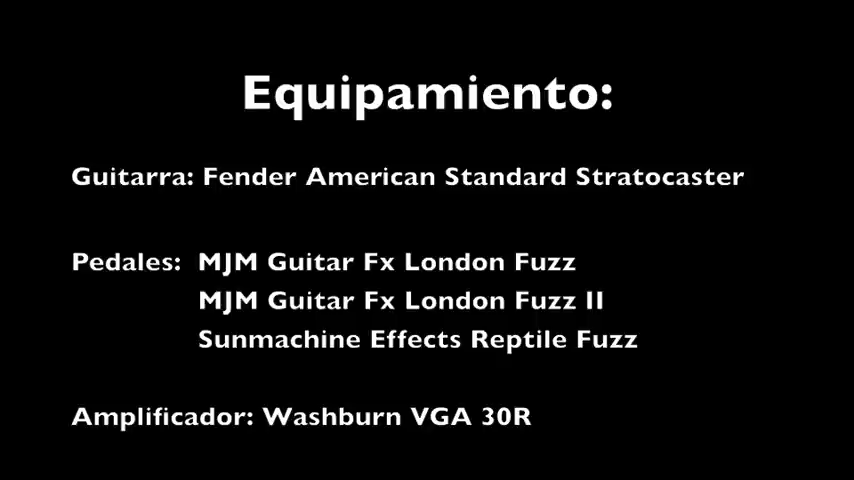 Equipamiento:
Guitarra: Fender American Standard Stratocaster
Pedales: MJM Guitar Fx London Fuzz
MJM Guitar Fx London Fuzz II
Sunmachine Effects Reptile Fuzz
Amplificador: Washburn VGA 30R